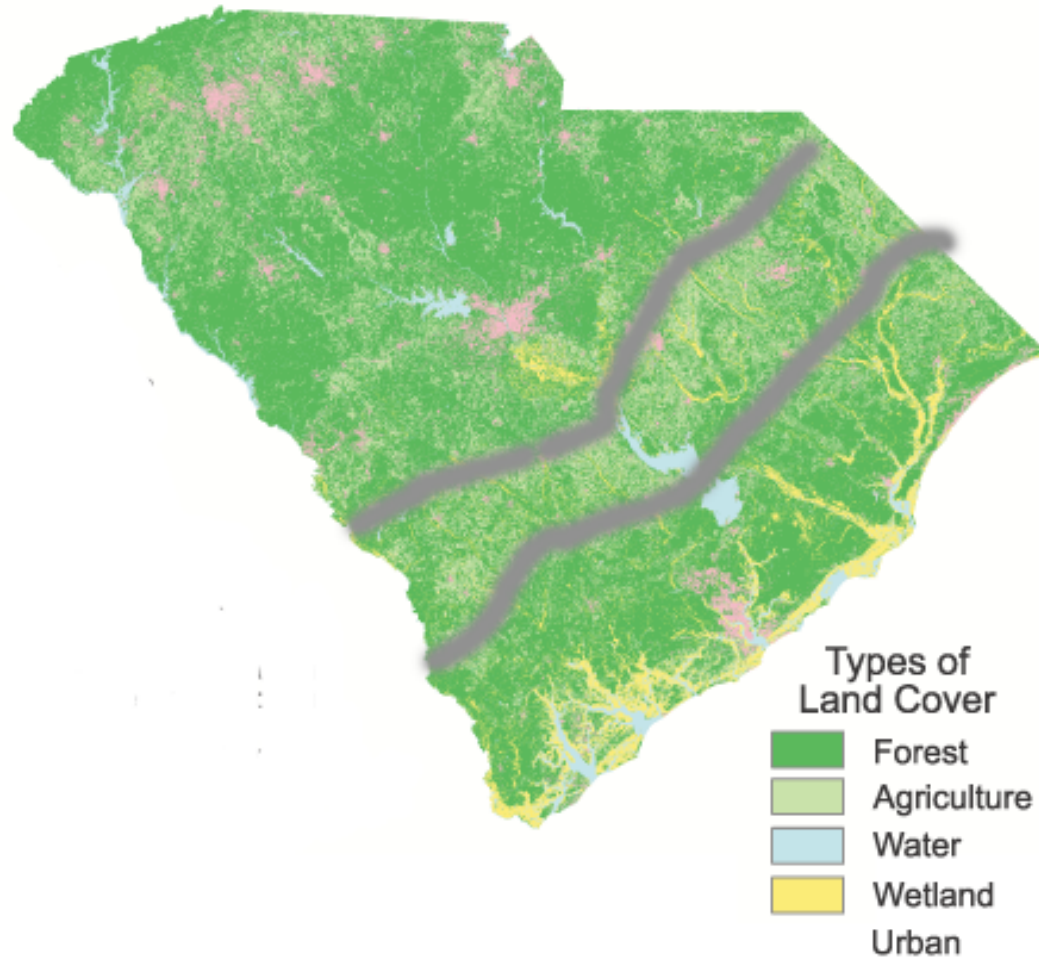 Types of
Land Cover
Forest
Agriculture
Water
Wetland
Urban